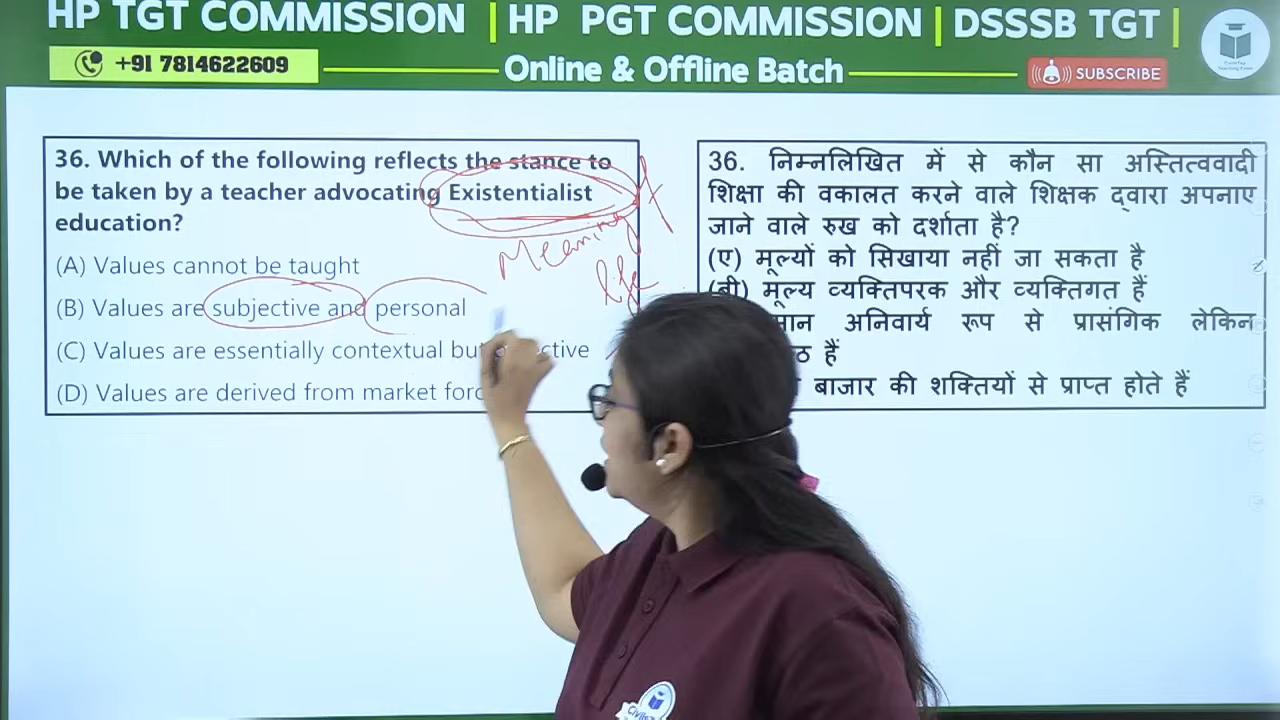 HP TGT COMMISSION | HP PGT COMMISSION | DSSSB TGT |
+91 7814622609
Online & Offline Batch
SUBSCRIBE
36. Which of the following reflects the stance to
be taken by a teacher advocating Existentialist
education?
(A) Values cannot be taught
(B) Values are subjective and personal
(C) Values are essentially contextual but
(D) Values are derived from market
Meaning of
life
36. निम्नलिखित में से कौन सा अस्तित्ववादी
शिक्षा की वकालत करने वाले शिक्षक द्वारा अपनाए
जाने वाले रुख को दर्शाता है?
(ए) मूल्यों को सिखाया नहीं जा सकता है
(बी) मूल्य व्यक्तिपरक और व्यक्तिगत हैं
अनिवार्य रूप से प्रासंगिक लेकिन
हैं
बाजार की शक्तियों से प्राप्त होते हैं